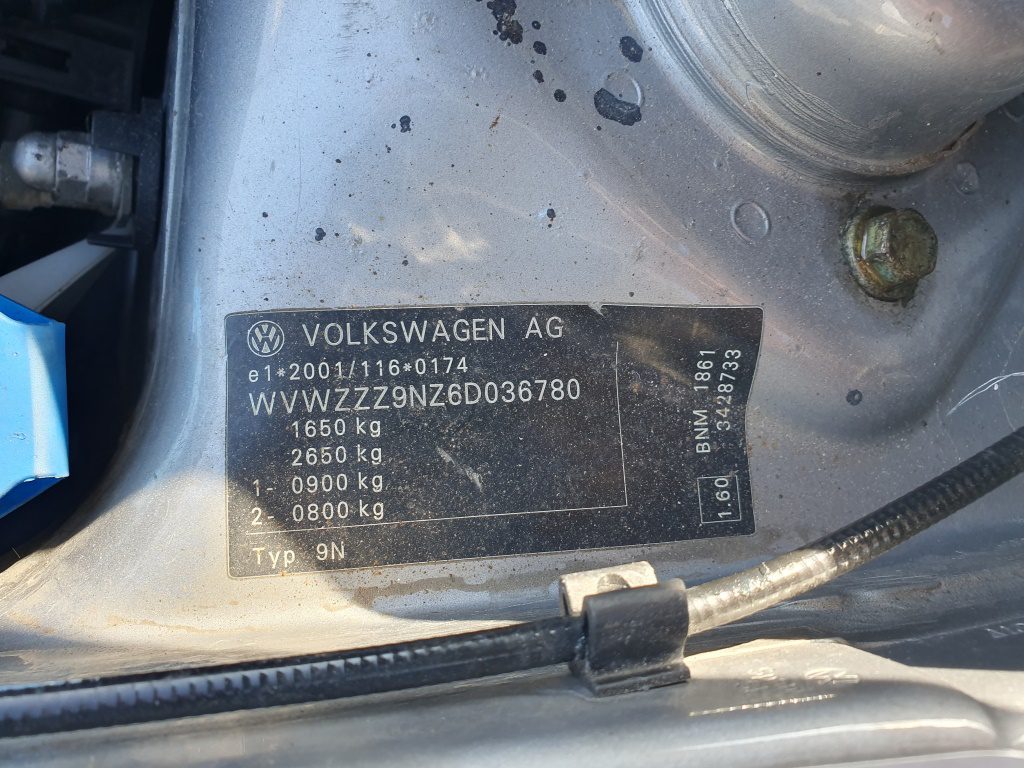 VOLKSWAGEN AG
e1*2001/116*0174
WVWZZZ9NZ6D036780
1650 kg
2650 kg
1- 0900 kg
2- 0800 kg
Typ 9N
BNM 1861
3428733
1.60